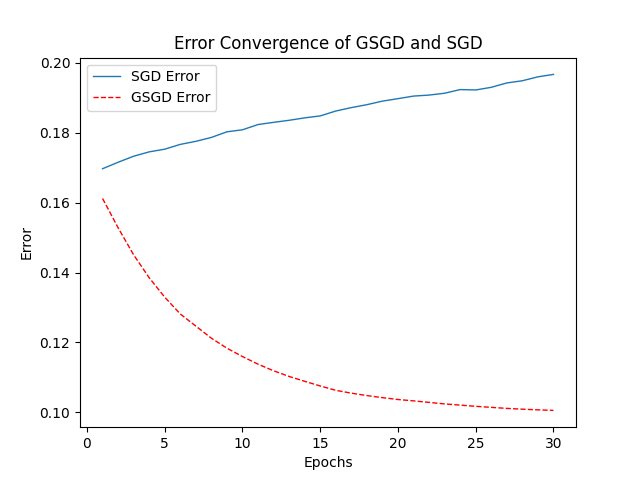 Error Convergence of GSGD and SGD
SGD Error
GSGD Error
0.20
0.18
0.16
0.14
0.12
0.10
Error
0 5 10 15 20 25 30
Epochs